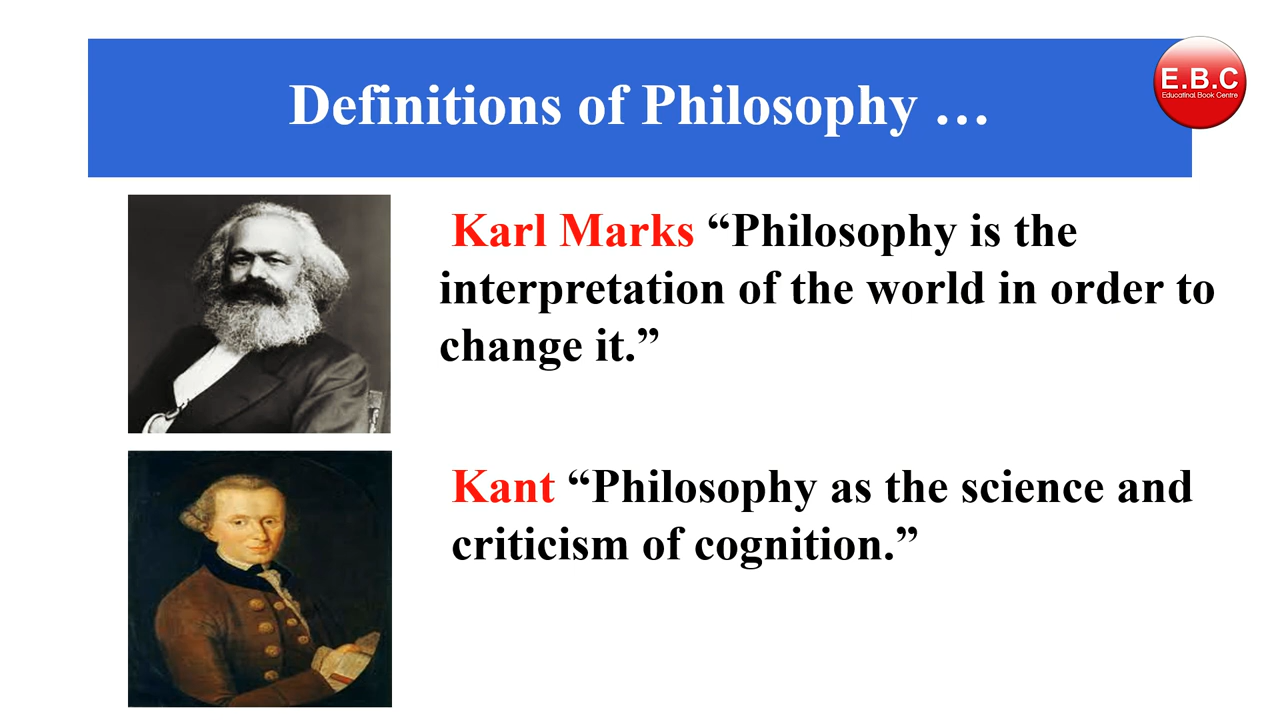 Definitions of Philosophy …
E.B.C
Educatinal Book Centre
Karl Marks “Philosophy is the
interpretation of the world in order to
change it.”
Kant “Philosophy as the science and
criticism of cognition.”